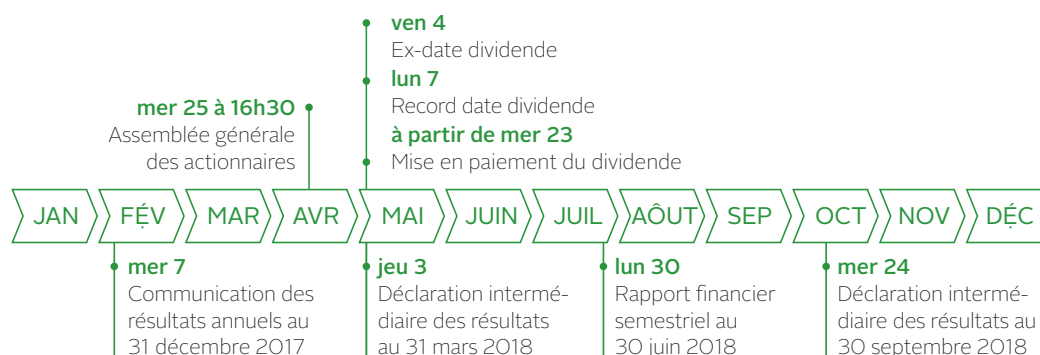 ven 4
Ex-date dividende
lun 7
Record date dividende
à partir de mer 23
Mise en paiement du dividende
mer 25 à 16h30
Assemblée générale
des actionnaires
JAN FÉV MAR AVR MAI JUIN JUIL AÔUT SEP OCT NOV DÉC
mer 7
Communication des
résultats annuels au
31 décembre 2017
jeu 3
Déclaration intermé-
diaire des résultats
au 31 mars 2018
lun 30
Rapport financier
semestriel au
30 juin 2018
mer 24
Déclaration intermé-
diaire des résultats au
30 septembre 2018